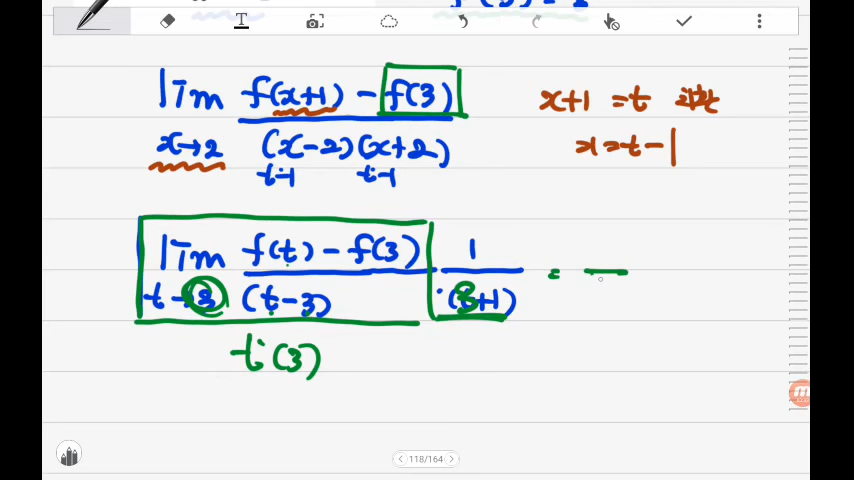 lim f(x+1) - f(3) x+1 = t
x→2 (x-2)(x+2) x = t-1
t-1 t-1
lim f(t) - f(3) 1 =
t→3 (t-3) · (t+1)
f'(3)
118/164